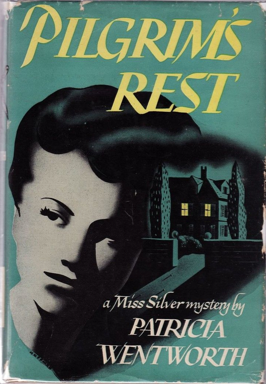 PILGRIM'S
REST
a Miss Silver mystery by
PATRICIA
WENTWORTH